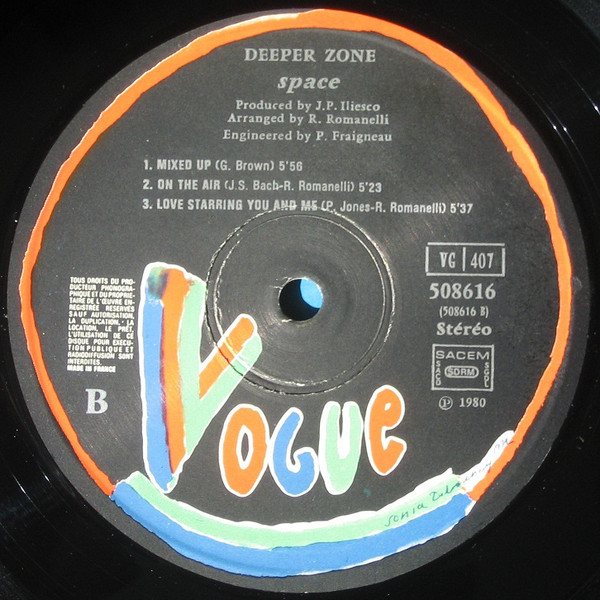 DEEPER ZONE
space
Produced by J.P. Iliesco
Arranged by R. Romanelli
Engineered by P. Fraigneau
1. MIXED UP (G. Brown) 5'56
2. ON THE AIR (J.S. Bach-R. Romanelli) 5'23
3. LOVE STARRING YOU AND ME (P. Jones-R. Romanelli) 5'37
VG 407
508616
(508616 B)
Stéréo
SACEM
SACD SDRM SGDL
℗ 1980
TOUS DROITS DU PRO-
DUCTEUR PHONOGRA-
PHIQUE ET DU PROPRIE-
TAIRE DE L'ŒUVRE EN-
REGISTREE RESERVES
SAUF AUTORISATION,
LA DUPLICATION, LA
LOCATION, LE PRÊT,
L'UTILISATION DE CE
DISQUE POUR EXECU-
TION PUBLIQUE ET
RADIODIFFUSION SONT
INTERDITES.
MADE IN FRANCE
B
VOGUE
sonia